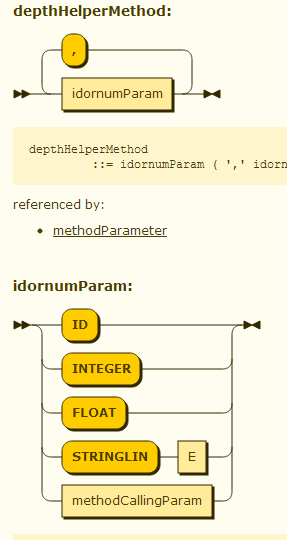 depthHelperMethod:
,
idornumParam
depthHelperMethod
::= idornumParam ( ',' idorn
referenced by:
methodParameter
idornumParam:
ID
INTEGER
FLOAT
STRINGLIN E
methodCallingParam